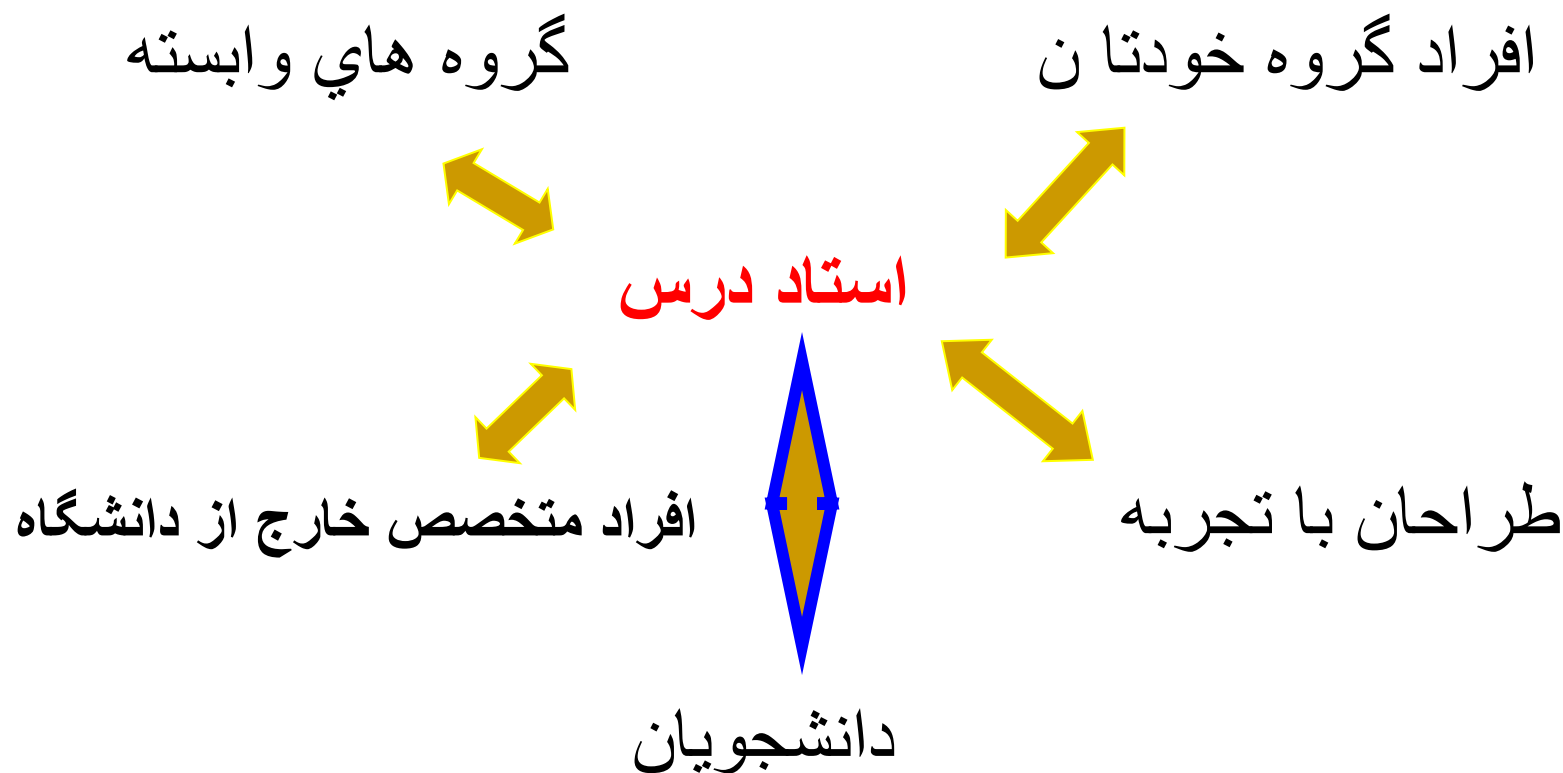 افراد گروه خودتا ن
گروه هاي وابسته
استاد درس
طراحان با تجربه
افراد متخصص خارج از دانشگاه
دانشجويان